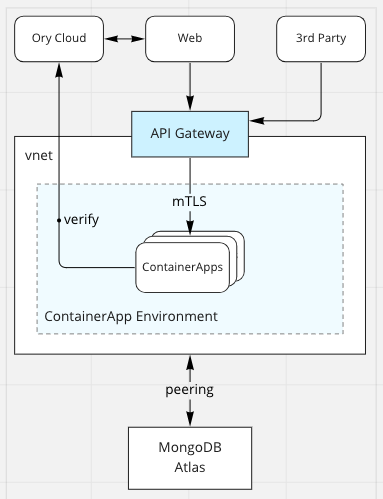 Ory Cloud
Web
3rd Party
API Gateway
vnet
mTLS
verify
ContainerApps
ContainerApp Environment
peering
MongoDB
Atlas